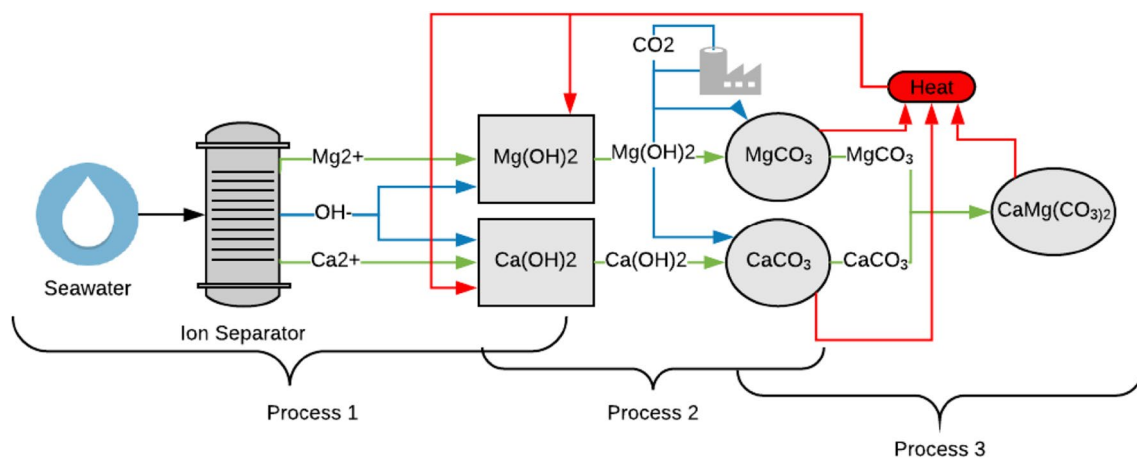 CO2
Heat
Mg2+
Mg(OH)2
Mg(OH)2
MgCO3
MgCO3
OH-
CaMg(CO3)2
Ca2+
Ca(OH)2
Ca(OH)2
CaCO3
CaCO3
Seawater
Ion Separator
Process 1
Process 2
Process 3